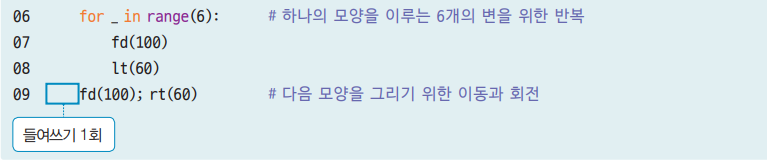 06 for _ in range(6): # 하나의 모양을 이루는 6개의 변을 위한 반복
07 fd(100)
08 lt(60)
09 fd(100); rt(60) # 다음 모양을 그리기 위한 이동과 회전
들여쓰기 1회